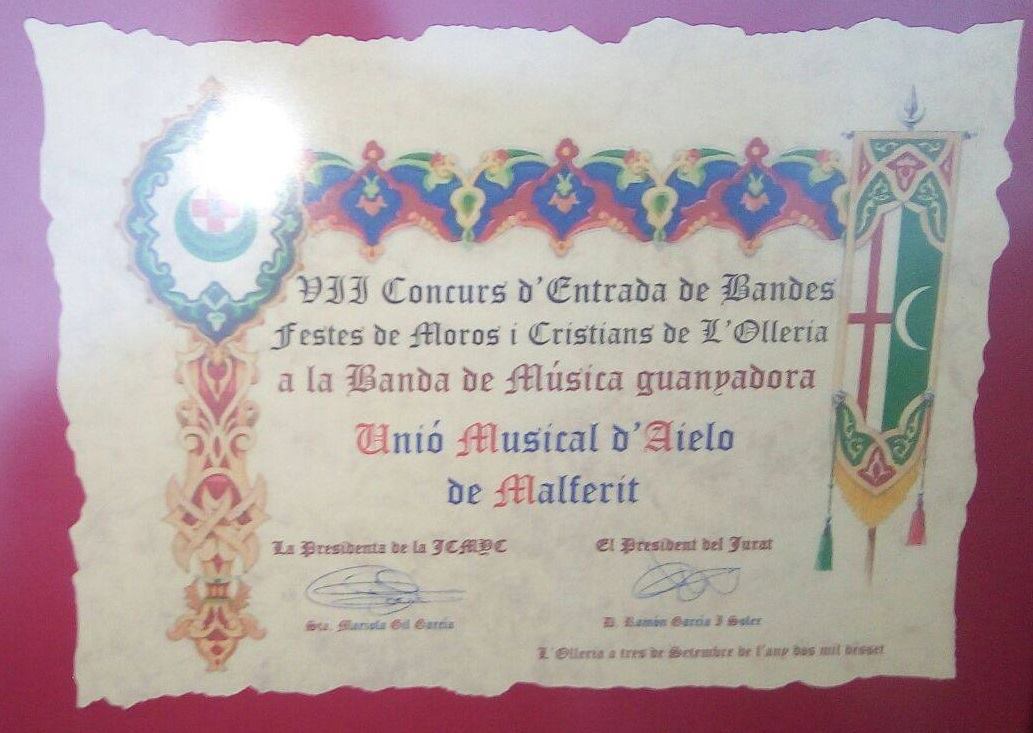 VII Concurs d'Entrada de Bandes
Festes de Moros i Cristians de L'Olleria
a la Banda de Música guanyadora
Unió Musical d'Aielo
de Malferit
La Presidenta de la JCMYC
El President del Jurat
Sta. Mariola Gil Garcia
D. Ramón Garcia I Soler
L'Olleria a tres de Setembre de l'any dos mil desset